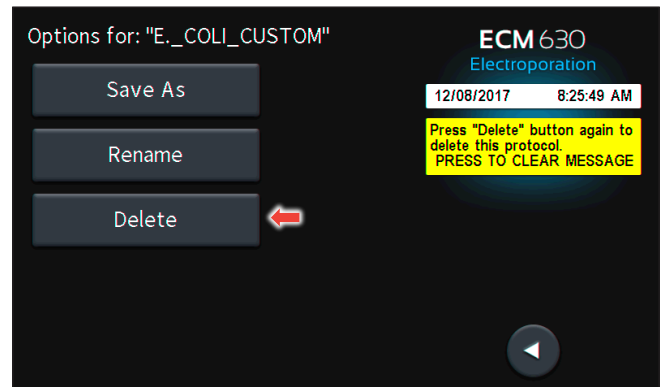 Options for: "E._COLI_CUSTOM"
Save As
Rename
Delete
ECM 630
Electroporation
12/08/2017 8:25:49 AM
Press "Delete" button again to
delete this protocol.
PRESS TO CLEAR MESSAGE